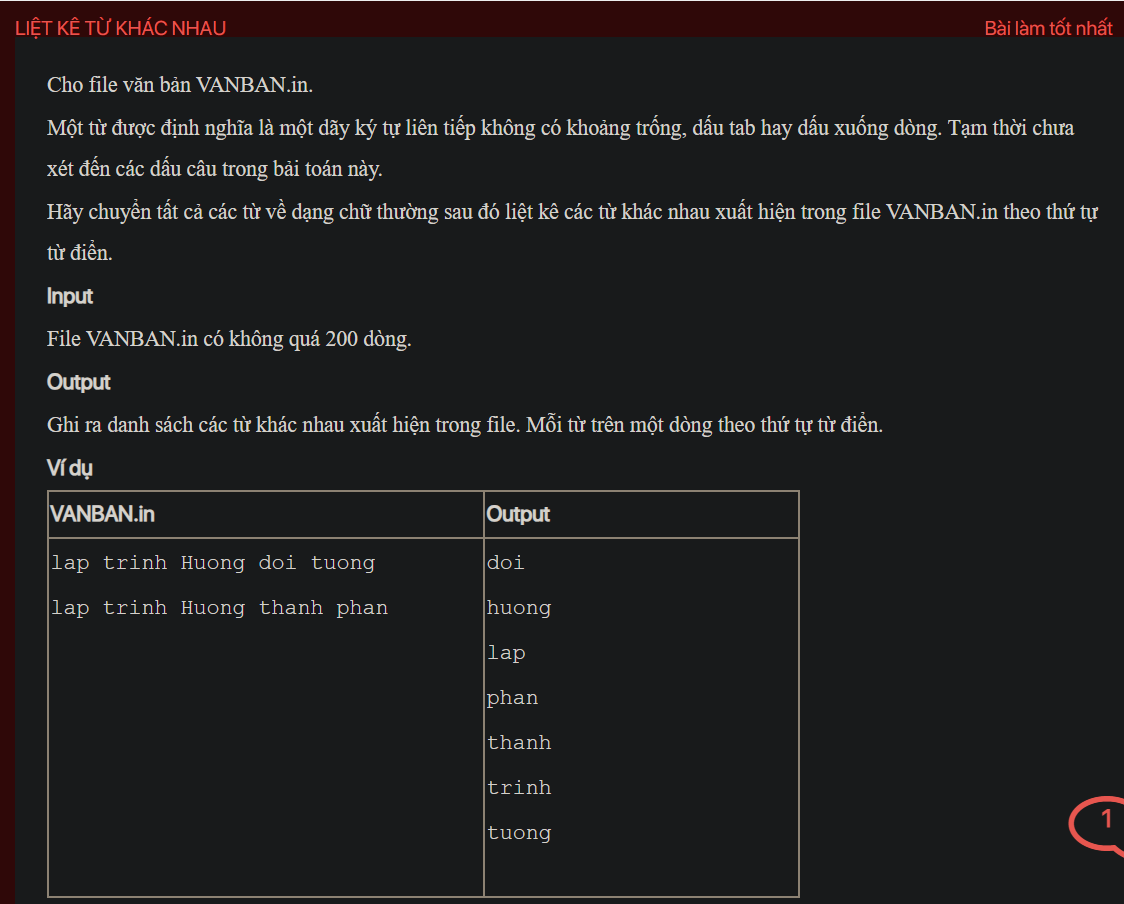 LIỆT KÊ TỪ KHÁC NHAU
Bài làm tốt nhất
Cho file văn bản VANBAN.in.
Một từ được định nghĩa là một dãy ký tự liên tiếp không có khoảng trống, dấu tab hay dấu xuống dòng. Tạm thời chưa
xét đến các dấu câu trong bải toán này.
Hãy chuyển tất cả các từ về dạng chữ thường sau đó liệt kê các từ khác nhau xuất hiện trong file VANBAN.in theo thứ tự
từ điển.
Input
File VANBAN.in có không quá 200 dòng.
Output
Ghi ra danh sách các từ khác nhau xuất hiện trong file. Mỗi từ trên một dòng theo thứ tự từ điển.
Ví dụ
VANBAN.in
Output
lap trinh Huong doi tuong
lap trinh Huong thanh phan
doi
huong
lap
phan
thanh
trinh
tuong
1